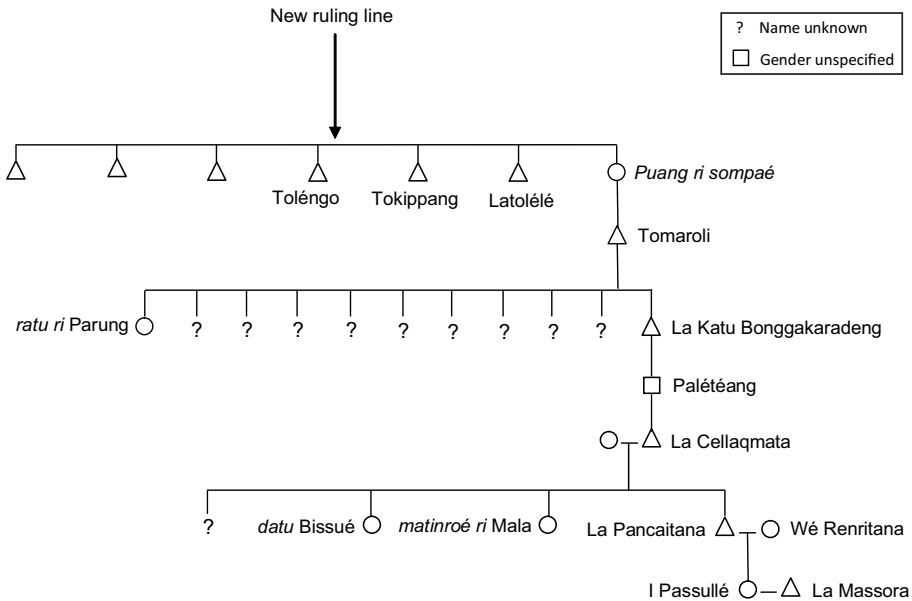 New ruling line
? Name unknown
Gender unspecified
Puang ri sompaé
Toléngo Tokippang Latolélé
Tomaroli
ratu ri Parung ? ? ? ? ? ? ? ? ? La Katu Bonggakaradeng
Palétéang
La Cellaqmata
? datu Bissué matinroé ri Mala La Pancaitana Wé Renritana
I Passullé La Massora